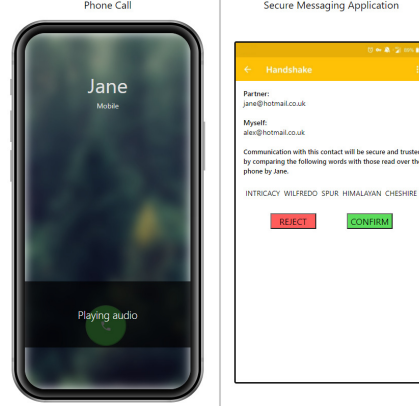 Phone Call
Jane
Mobile
Playing audio
Secure Messaging Application
Handshake
Partner:
jane@hotmail.co.uk
Myself:
alex@hotmail.co.uk
Communication with this contact will be secure and trusted
by comparing the following words with those read over the
phone by Jane.
INTRICACY WILFREDO SPUR HIMALAYAN CHESHIRE
REJECT
CONFIRM